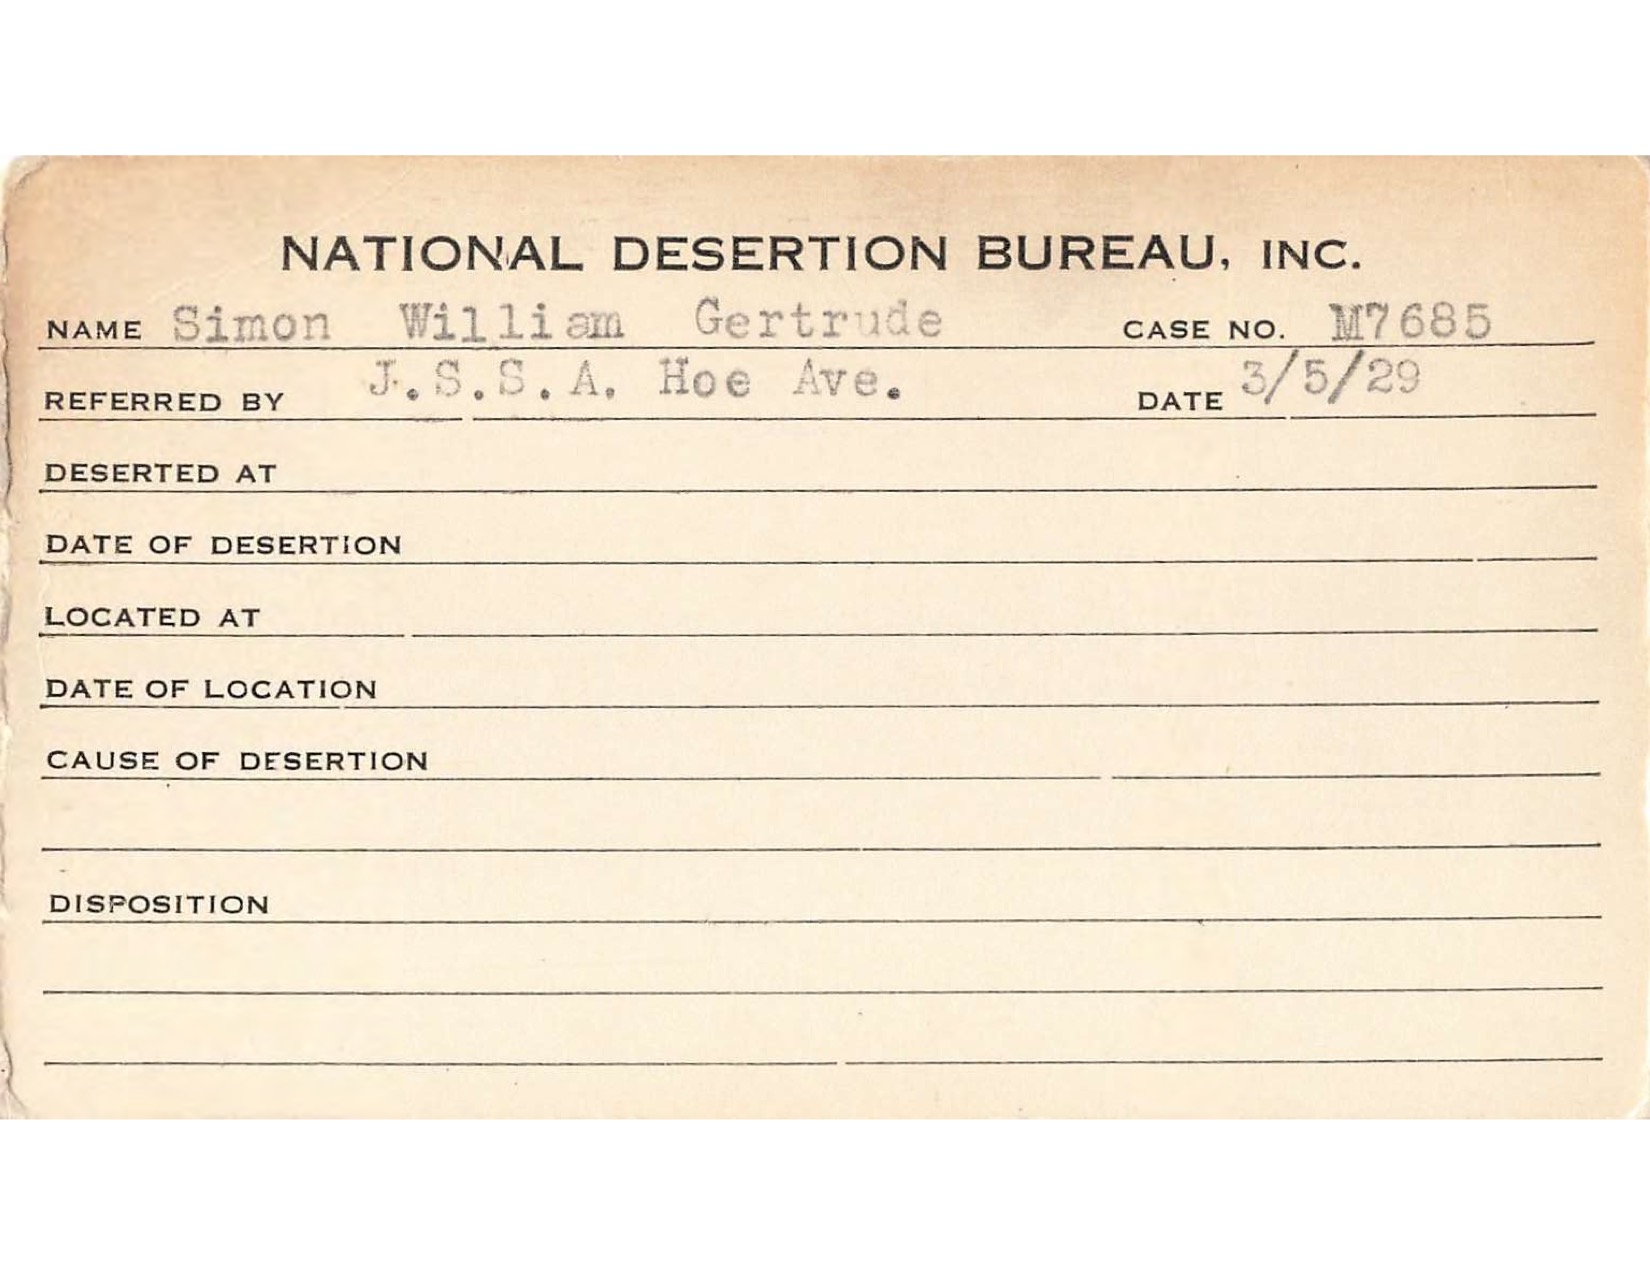 NATIONAL DESERTION BUREAU, INC.
NAME Simon William Gertrude CASE NO. M7685
REFERRED BY J.S.S.A. Hoe Ave. DATE 3/5/29
DESERTED AT
DATE OF DESERTION
LOCATED AT
DATE OF LOCATION
CAUSE OF DESERTION
DISPOSITION